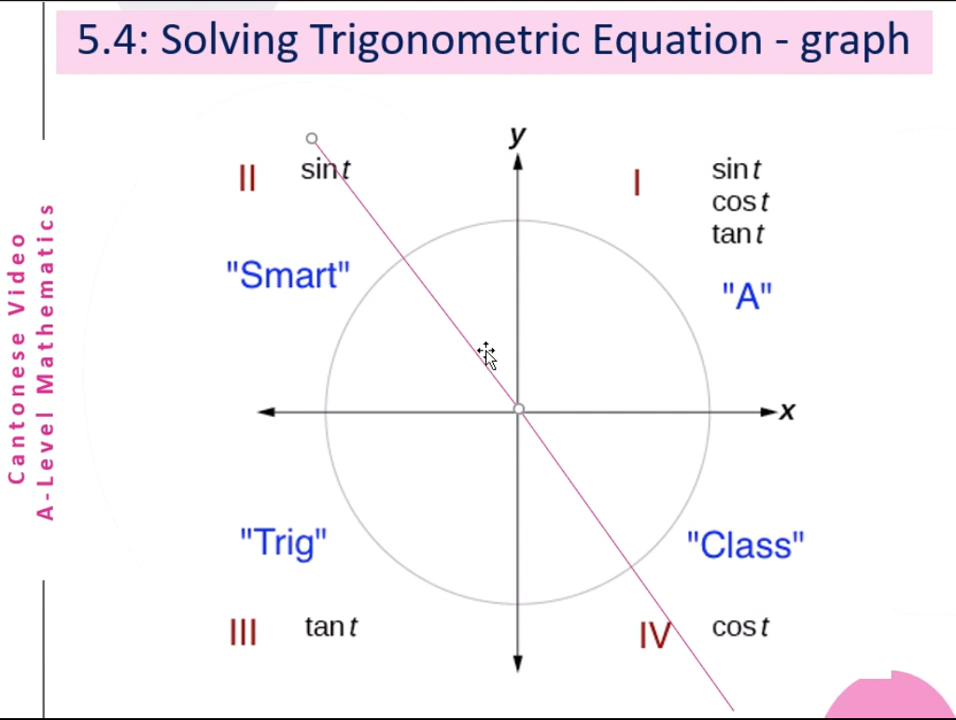 5.4: Solving Trigonometric Equation - graph
Cantonese Video
A-Level Mathematics
y
II
sin t
I
sin t
cos t
tan t
"Smart"
"A"
x
"Trig"
"Class"
III
tan t
IV
cos t